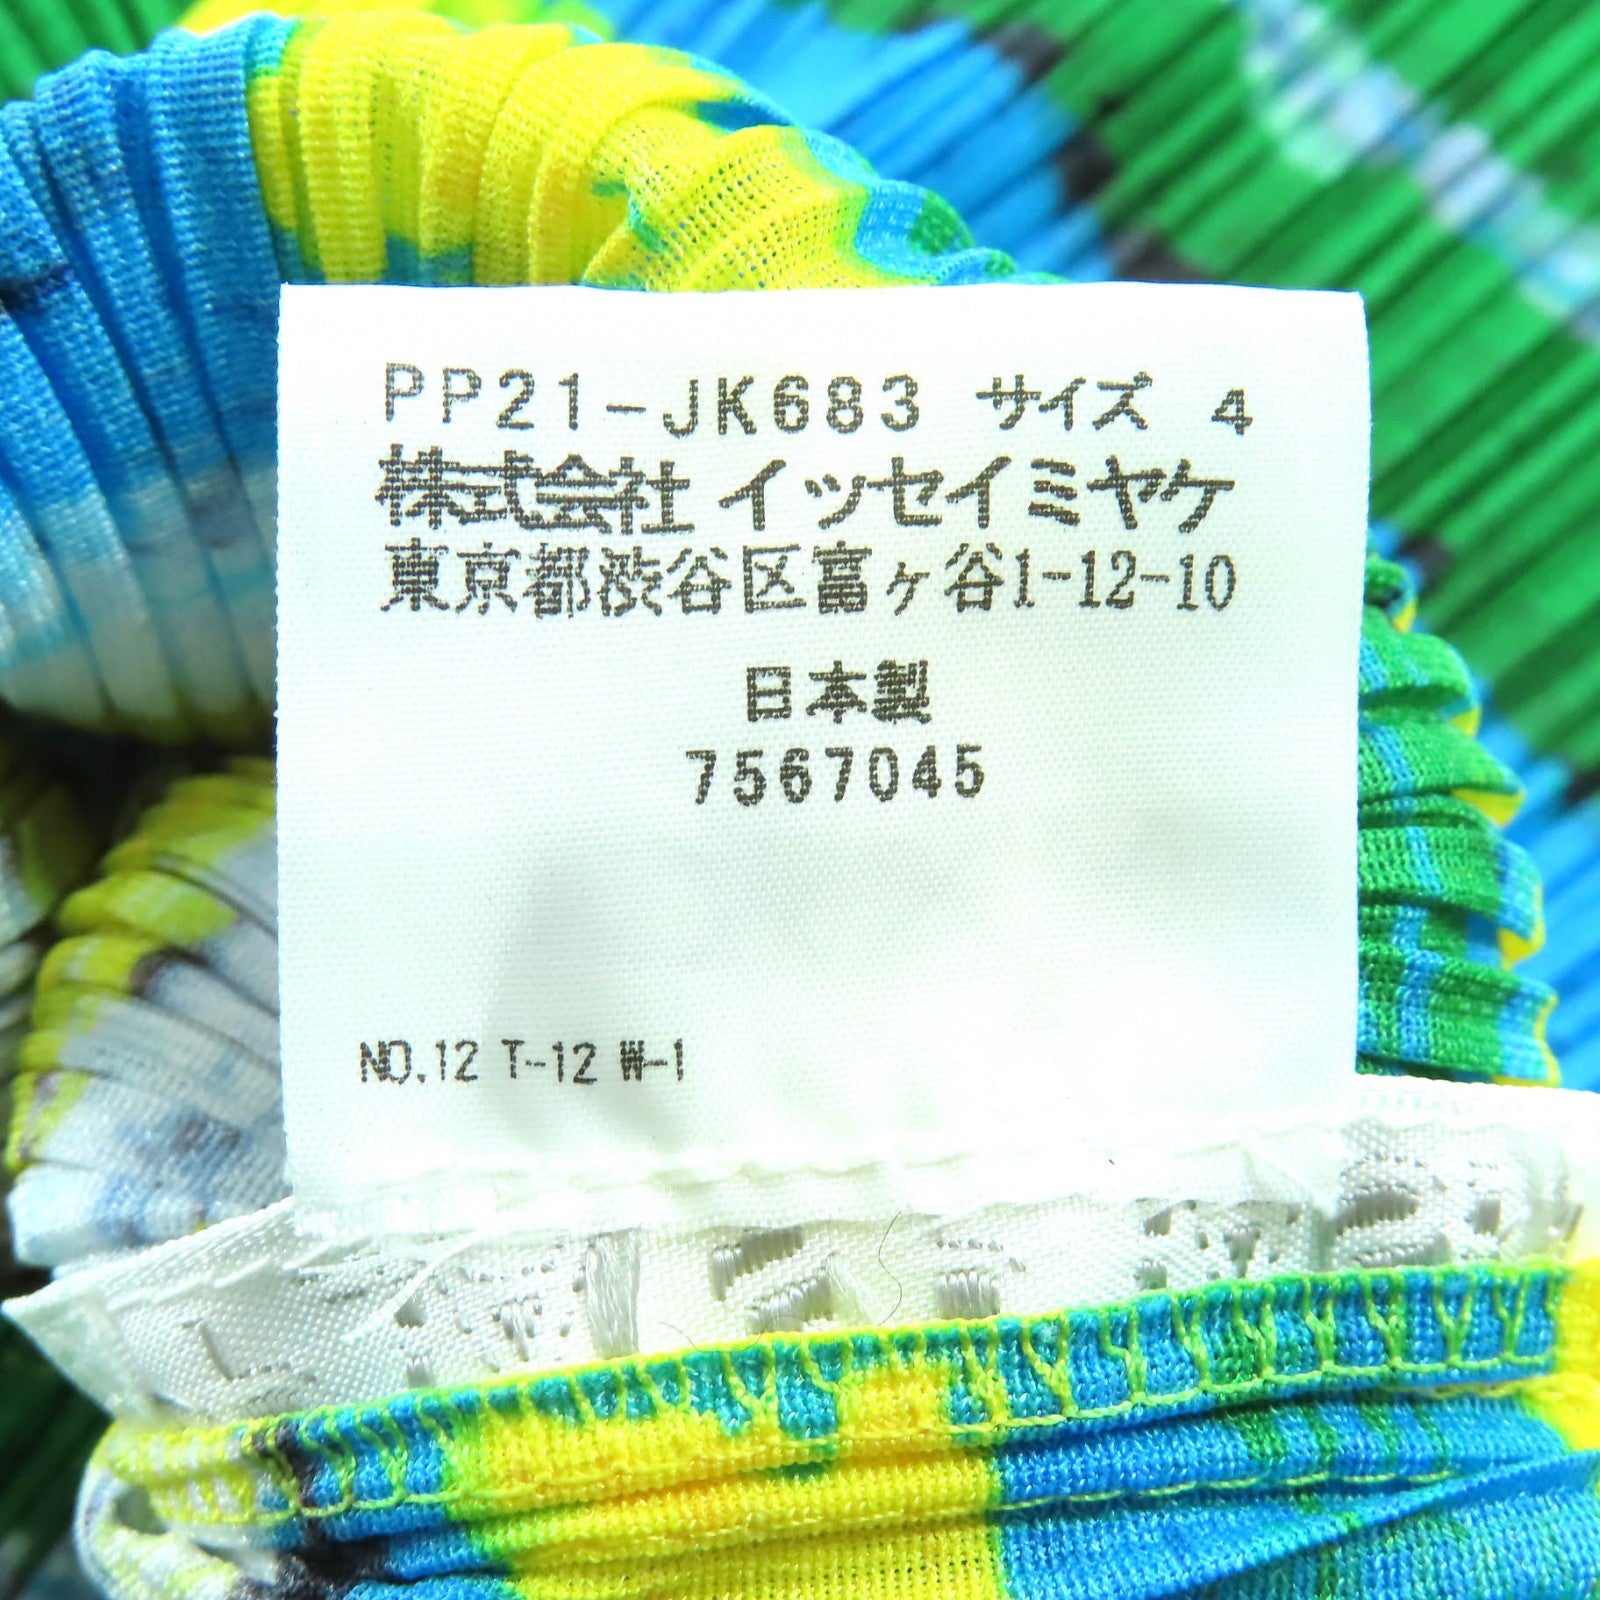 PP21-JK683 サイズ 4
株式会社 イッセイミヤケ
東京都渋谷区富ヶ谷1-12-10
日本製
7567045
NO.12 T-12 W-1